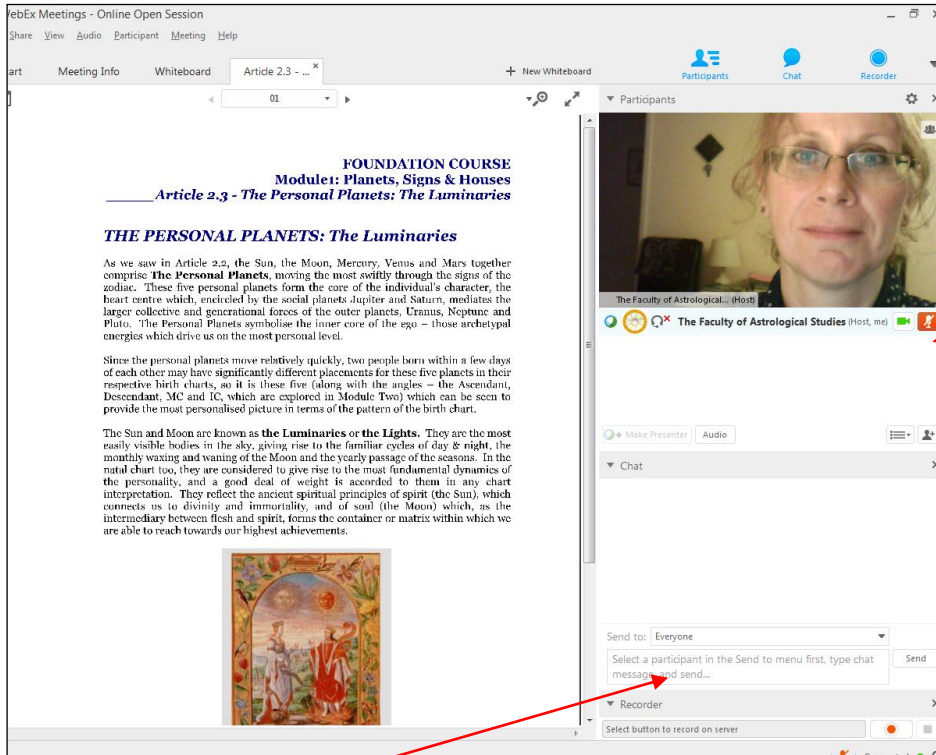 WebEx Meetings - Online Open Session
Share View Audio Participant Meeting Help
Meeting Info Whiteboard Article 2.3 - ... × + New Whiteboard
Participants Chat Recorder
01
Participants
FOUNDATION COURSE
Module1: Planets, Signs & Houses
_____Article 2.3 - The Personal Planets: The Luminaries
THE PERSONAL PLANETS: The Luminaries
As we saw in Article 2.2, the Sun, the Moon, Mercury, Venus and Mars together
comprise The Personal Planets, moving the most swiftly through the signs of the
zodiac. These five personal planets form the core of the individual's character, the
heart centre which, encircled by the social planets Jupiter and Saturn, mediates the
larger collective and generational forces of the outer planets, Uranus, Neptune and
Pluto. The Personal Planets symbolise the inner core of the ego – those archetypal
energies which drive us on the most personal level.
Since the personal planets move relatively quickly, two people born within a few days
of each other may have significantly different placements for these five planets in their
respective birth charts, so it is these five (along with the angles – the Ascendant,
Descendant, MC and IC, which are explored in Module Two) which can be seen to
provide the most personalised picture in terms of the pattern of the birth chart.
The Sun and Moon are known as the Luminaries or the Lights. They are the most
easily visible bodies in the sky, giving rise to the familiar cycles of day & night, the
monthly waxing and waning of the Moon and the yearly passage of the seasons. In the
natal chart too, they are considered to give rise to the most fundamental dynamics of
the personality, and a good deal of weight is accorded to them in any chart
interpretation. They reflect the ancient spiritual principles of spirit (the Sun), which
connects us to divinity and immortality, and of soul (the Moon) which, as the
intermediary between flesh and spirit, forms the container or matrix within which we
are able to reach towards our highest achievements.
The Faculty of Astrological... (Host)
The Faculty of Astrological Studies (Host, me)
Make Presenter Audio
Chat
Send to: Everyone
Select a participant in the Send to menu first, type chat
message, and send...
Send
Recorder
Select button to record on server